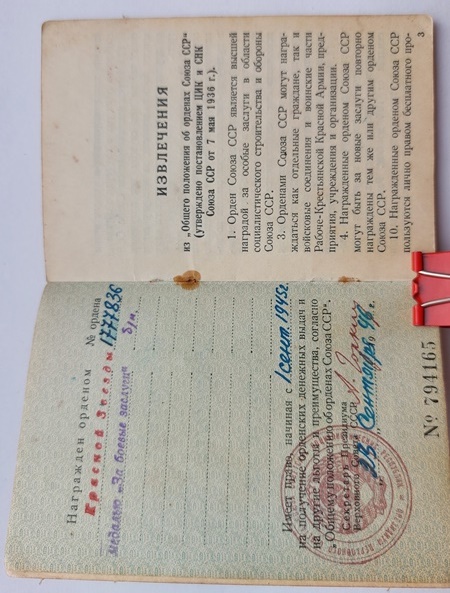 Награжден орденом № ордена
Красной Звезды 1777836
медалью „За боевые заслуги“ б/н.
Имеет право, начиная с 1 сент. 1945 г.
на получение орденских денежных выдач и
на другие льготы и преимущества, согласно
„Общему положению об орденах Союза ССР“.
Секретарь Президиума
Верховного Совета СССР
„25“ Сентября 46 г.
№ 794165
ИЗВЛЕЧЕНИЯ
из „Общего положения об орденах Союза ССР“
(утверждено постановлением ЦИК и СНК
Союза ССР от 7 мая 1936 г.).
1. Орден Союза ССР является высшей
наградой за особые заслуги в области
социалистического строительства и обороны
Союза ССР.
3. Орденами Союза ССР могут награ-
ждаться как отдельные граждане, так и
войсковые соединения и воинские части
Рабоче-Крестьянской Красной Армии, пред-
приятия, учреждения и организации.
4. Награжденные орденом Союза ССР
могут быть за новые заслуги повторно
награждены тем же или другим орденом
Союза ССР.
10. Награжденные орденом Союза ССР
пользуются лично правом бесплатного про-
3